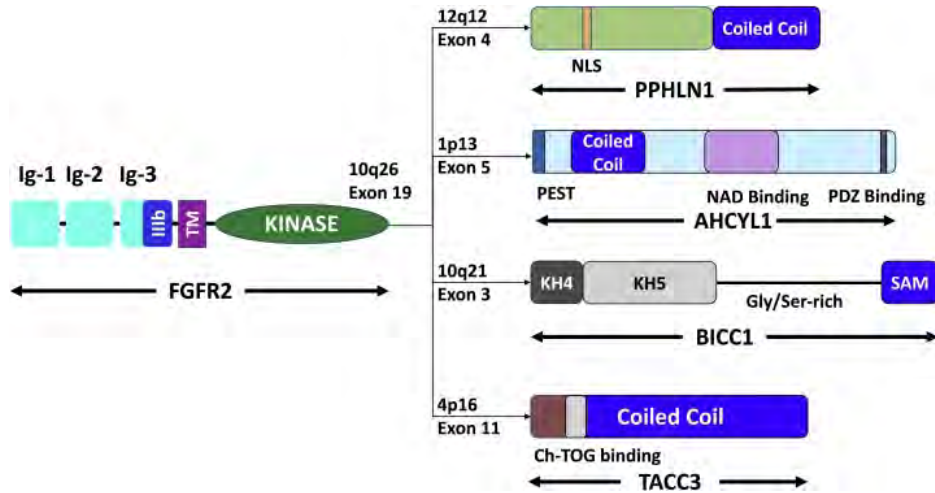 Ig-1
Ig-2
Ig-3
IIIb
TM
KINASE
10q26
Exon 19
FGFR2
12q12
Exon 4
Coiled Coil
NLS
PPHLN1
1p13
Exon 5
Coiled
Coil
PEST
NAD Binding
PDZ Binding
AHCYL1
10q21
Exon 3
KH4
KH5
SAM
Gly/Ser-rich
BICC1
4p16
Exon 11
Coiled Coil
Ch-TOG binding
TACC3